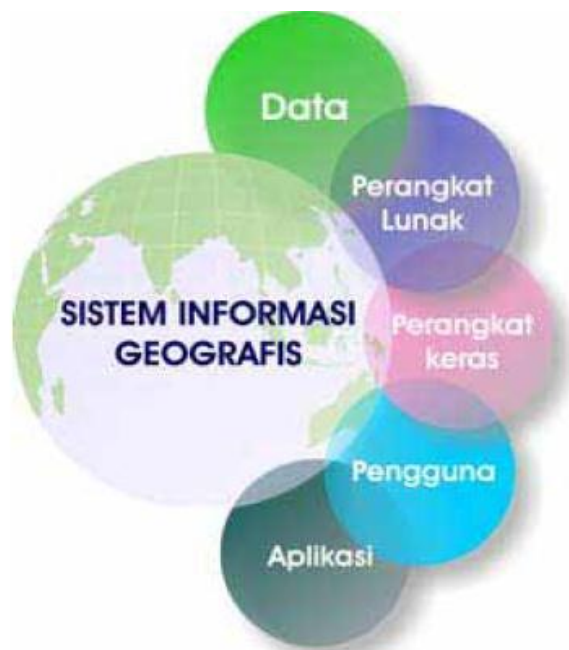 Data
Perangkat
Lunak
SISTEM INFORMASI
GEOGRAFIS
Perangkat
keras
Pengguna
Aplikasi